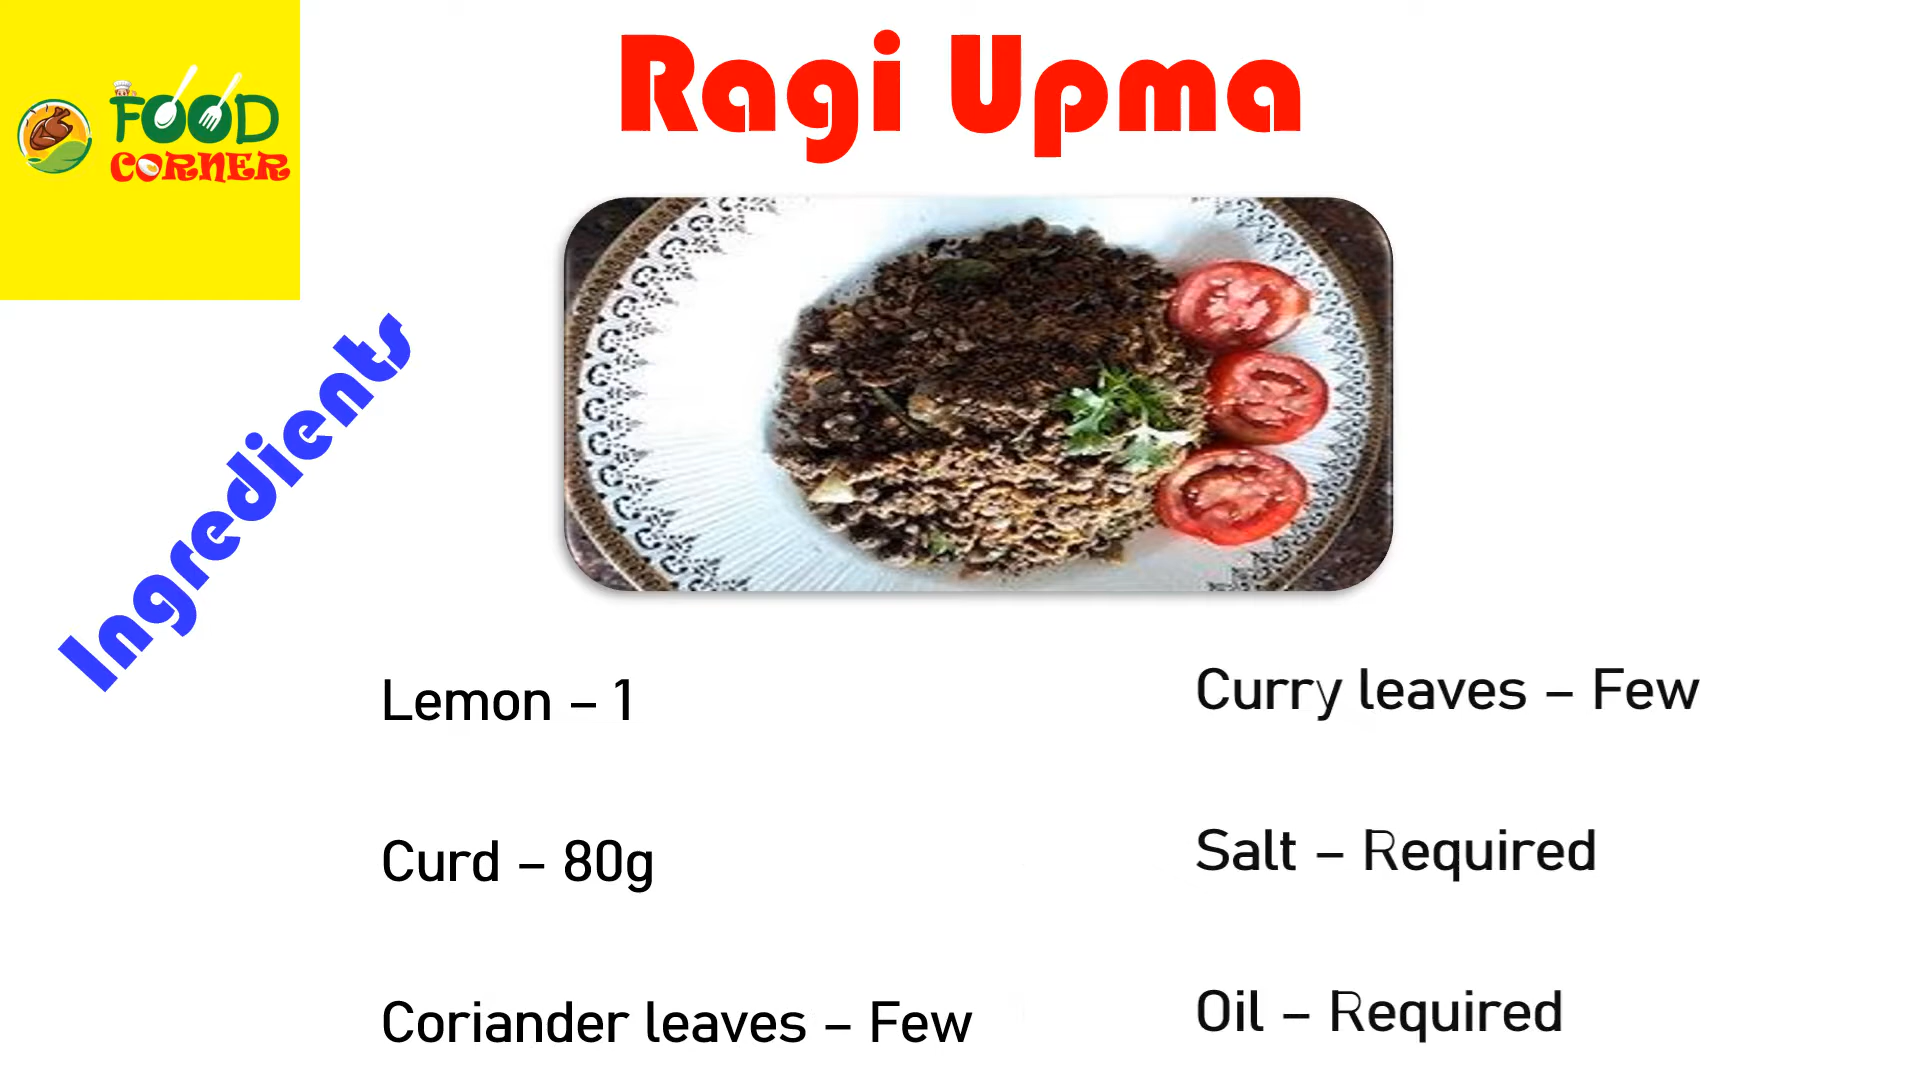 FOOD
CORNER
Ragi Upma
Ingredients
Lemon – 1
Curry leaves – Few
Curd – 80g
Salt – Required
Coriander leaves – Few
Oil – Required